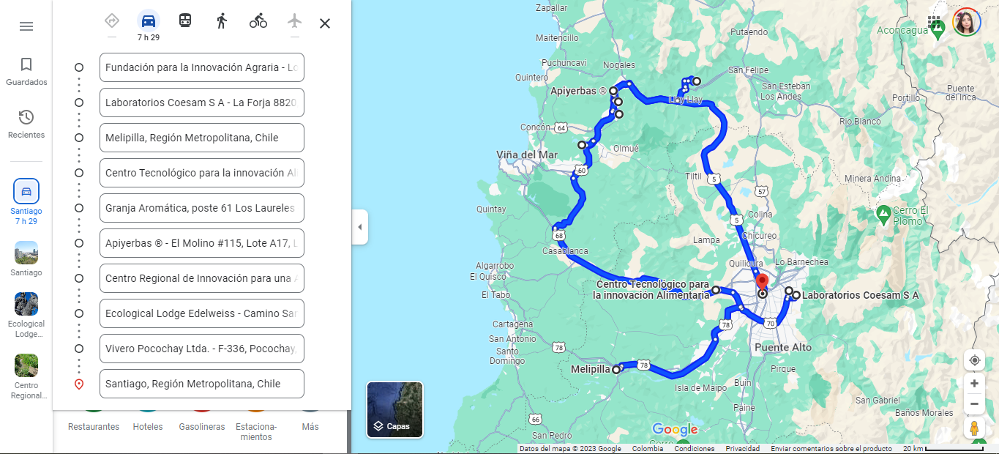 7 h 29
Guardados
Recientes
Santiago
7 h 29
Santiago
Ecological
Lodge...
Centro
Regional...
Fundación para la Innovación Agraria - Lo
Laboratorios Coesam S A - La Forja 8820
Melipilla, Región Metropolitana, Chile
Centro Tecnológico para la innovación Al
Granja Aromática, poste 61 Los Laureles
Apiyerbas ® - El Molino #115, Lote A17, L
Centro Regional de Innovación para una A
Ecological Lodge Edelweiss - Camino Sar
Vivero Pocochay Ltda. - F-336, Pocochay,
Santiago, Región Metropolitana, Chile
Restaurantes
Hoteles
Gasolineras
Estaciona-
mientos
Más
Zapallar
Maitencillo
Putaendo
Aconcagua
Puchuncavi
Nogales
Quintero
San Felipe
Apiyerbas ®
San Esteban
Los Andes
Llay Llay
Portillo
Puente
del Inca
Río Blanco
Concón
64
Olmué
Viña del Mar
60
Tiltil
5
Minera Andina
57
Quintay
Cerro El
Plomo
Colina
5
68
Lampa
Chicureo
Casablanca
Algarrobo
El Quisco
Quilicura
Lo Barnechea
Centro Tecnológico para
la innovación Alimentaria
El Tabo
Laboratorios Coesam S A
Cartagena
78
70
San Antonio
Santo
Domingo
78
Puente Alto
Melipilla
78
Pirque
Isla de Maipo
Buin
Paine
San Gabriel
Baños Morales
66
San Pedro
Capas
Google
Datos del mapa © 2023 Google
Colombia
Condiciones
Privacidad
Enviar comentarios sobre el producto
20 km